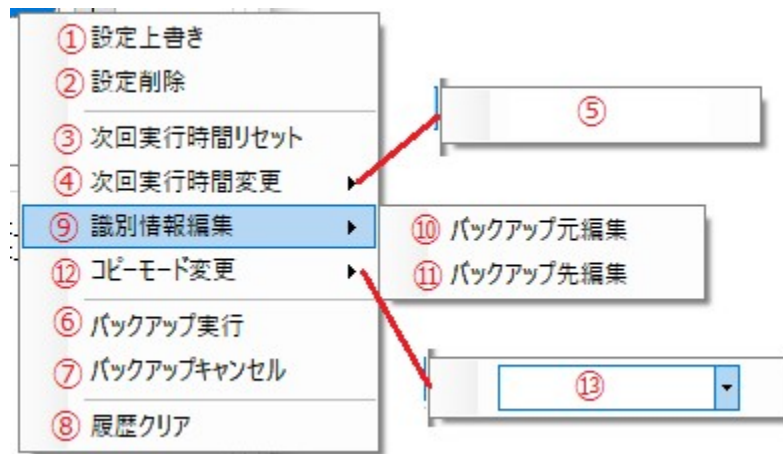 ①設定上書き
②設定削除
③次回実行時間リセット
④次回実行時間変更
⑤
⑨識別情報編集
⑩バックアップ元編集
⑪バックアップ先編集
⑫コピーモード変更
⑥バックアップ実行
⑦バックアップキャンセル
⑬
⑧履歴クリア